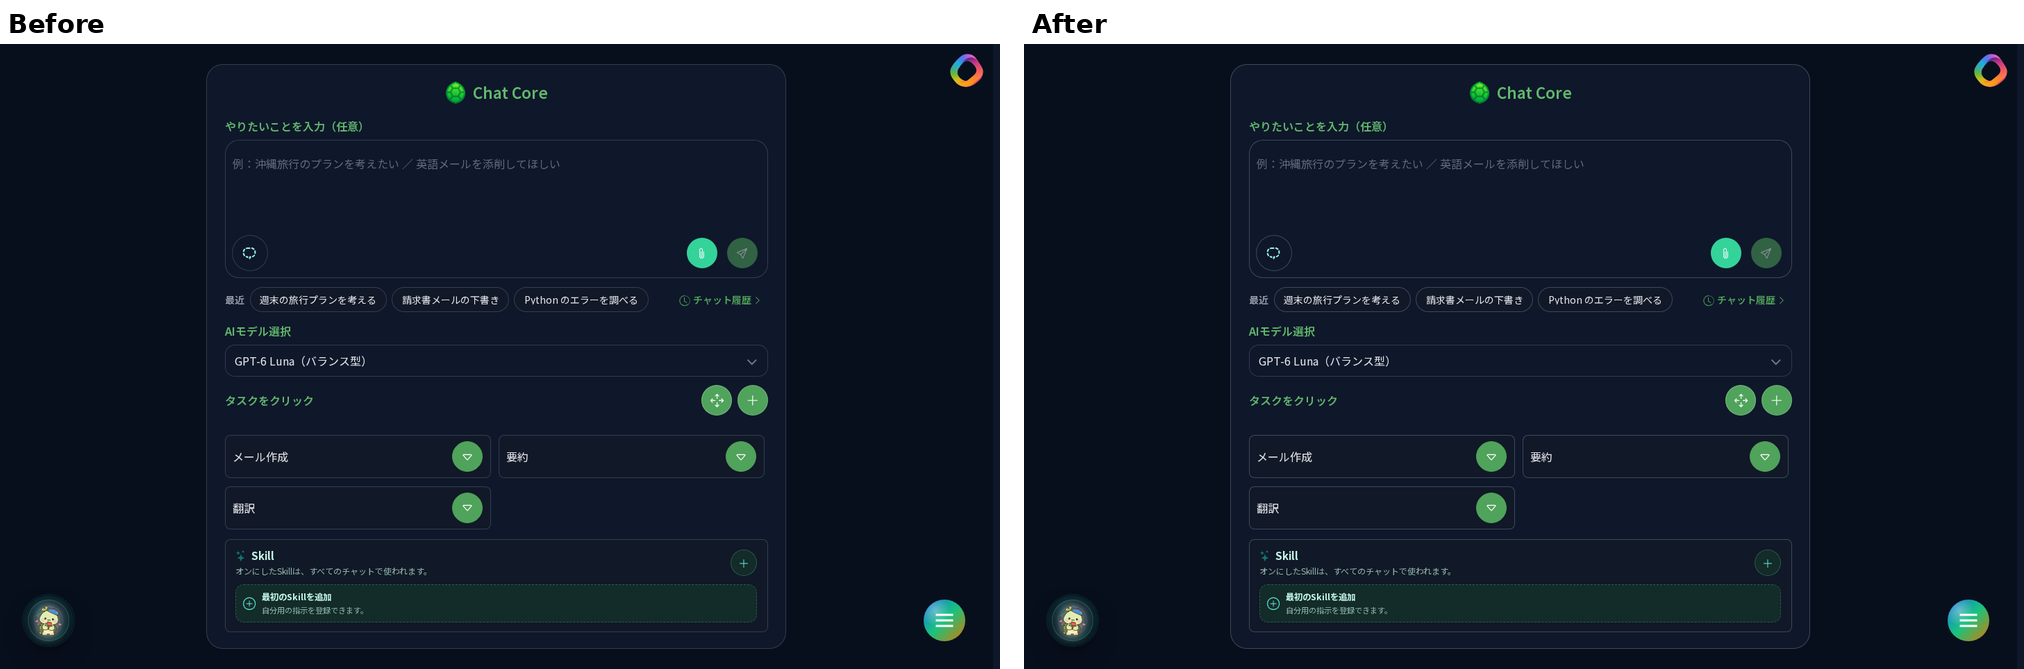 Before
Chat Core
やりたいことを入力（任意）
例：沖縄旅行のプランを考えたい ／ 英語メールを添削してほしい
最近 週末の旅行プランを考える 請求書メールの下書き Python のエラーを調べる チャット履歴
AIモデル選択
GPT-6 Luna（バランス型）
タスクをクリック
メール作成 要約
翻訳
Skill
オンにしたSkillは、すべてのチャットで使われます。
最初のSkillを追加
自分用の指示を登録できます。
After
Chat Core
やりたいことを入力（任意）
例：沖縄旅行のプランを考えたい ／ 英語メールを添削してほしい
最近 週末の旅行プランを考える 請求書メールの下書き Python のエラーを調べる チャット履歴
AIモデル選択
GPT-6 Luna（バランス型）
タスクをクリック
メール作成 要約
翻訳
Skill
オンにしたSkillは、すべてのチャットで使われます。
最初のSkillを追加
自分用の指示を登録できます。